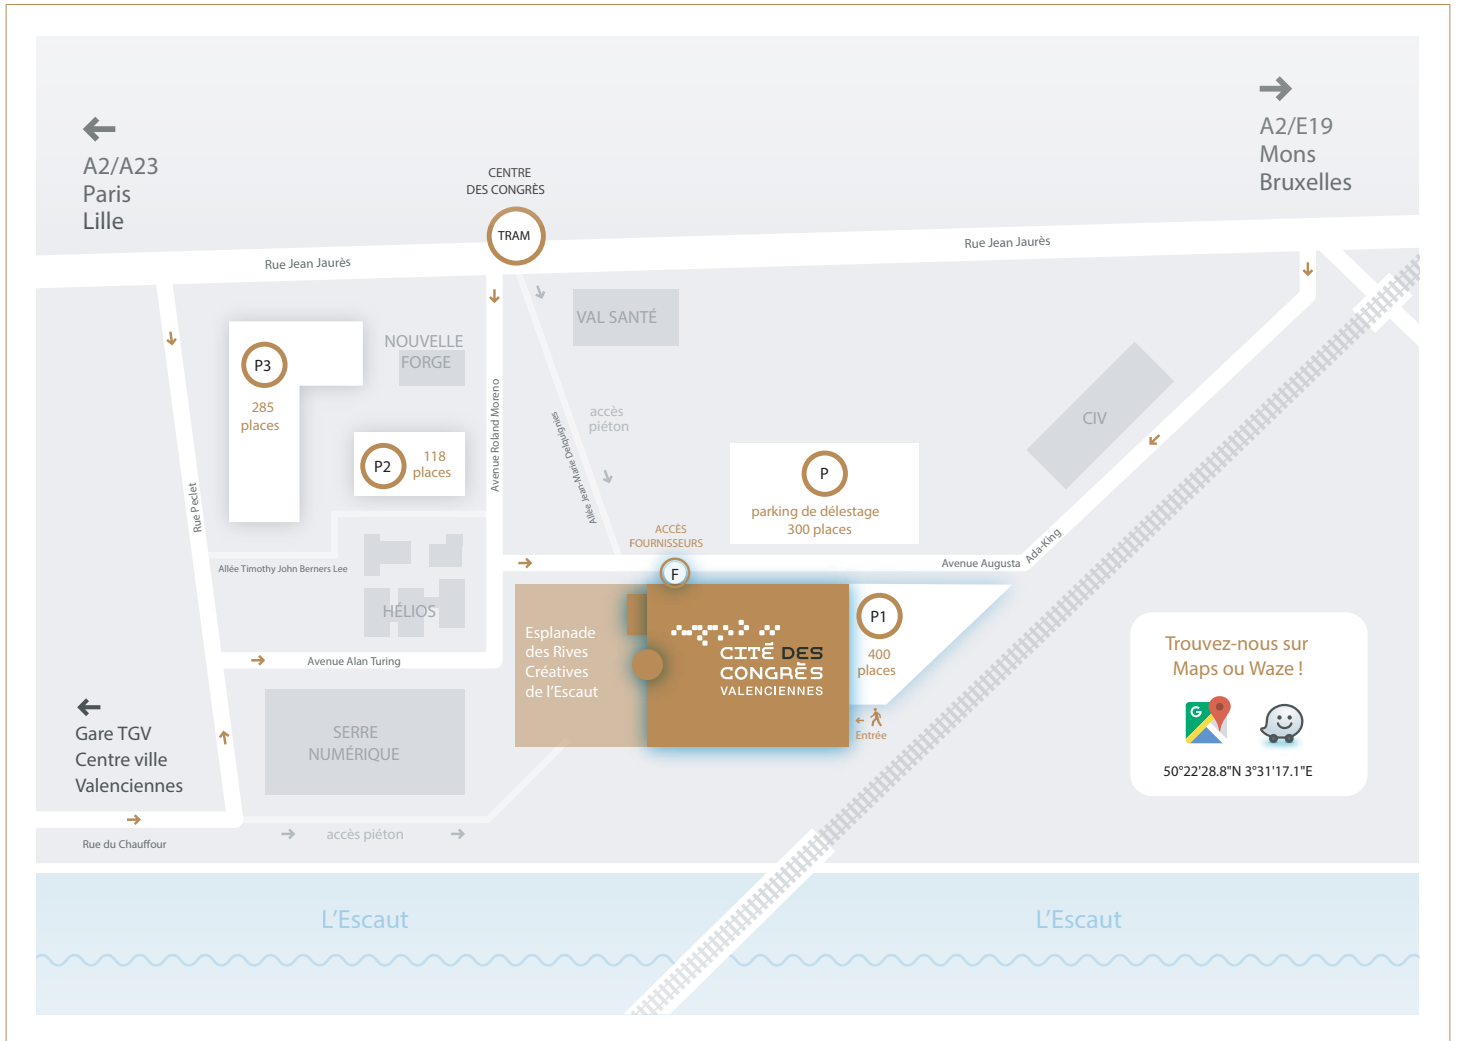 A2/A23
Paris
Lille
A2/E19
Mons
Bruxelles
CENTRE
DES CONGRÈS
TRAM
Rue Jean Jaurès
Rue Jean Jaurès
VAL SANTÉ
NOUVELLE
FORGE
P3
285
places
P2
118
places
Avenue Roland Moreno
Allée Jean-Marie Delquignies
accès
piéton
CIV
P
parking de délestage
300 places
Rue Peclet
ACCÈS
FOURNISSEURS
F
Avenue Augusta
Ada-King
Allée Timothy John Berners Lee
HÉLIOS
Avenue Alan Turing
Esplanade
des Rives
Créatives
de l'Escaut
CITÉ DES
CONGRÈS
VALENCIENNES
P1
400
places
Entrée
Trouvez-nous sur
Maps ou Waze !
G
50°22'28.8"N 3°31'17.1"E
SERRE
NUMÉRIQUE
Gare TGV
Centre ville
Valenciennes
accès piéton
Rue du Chauffour
L'Escaut
L'Escaut